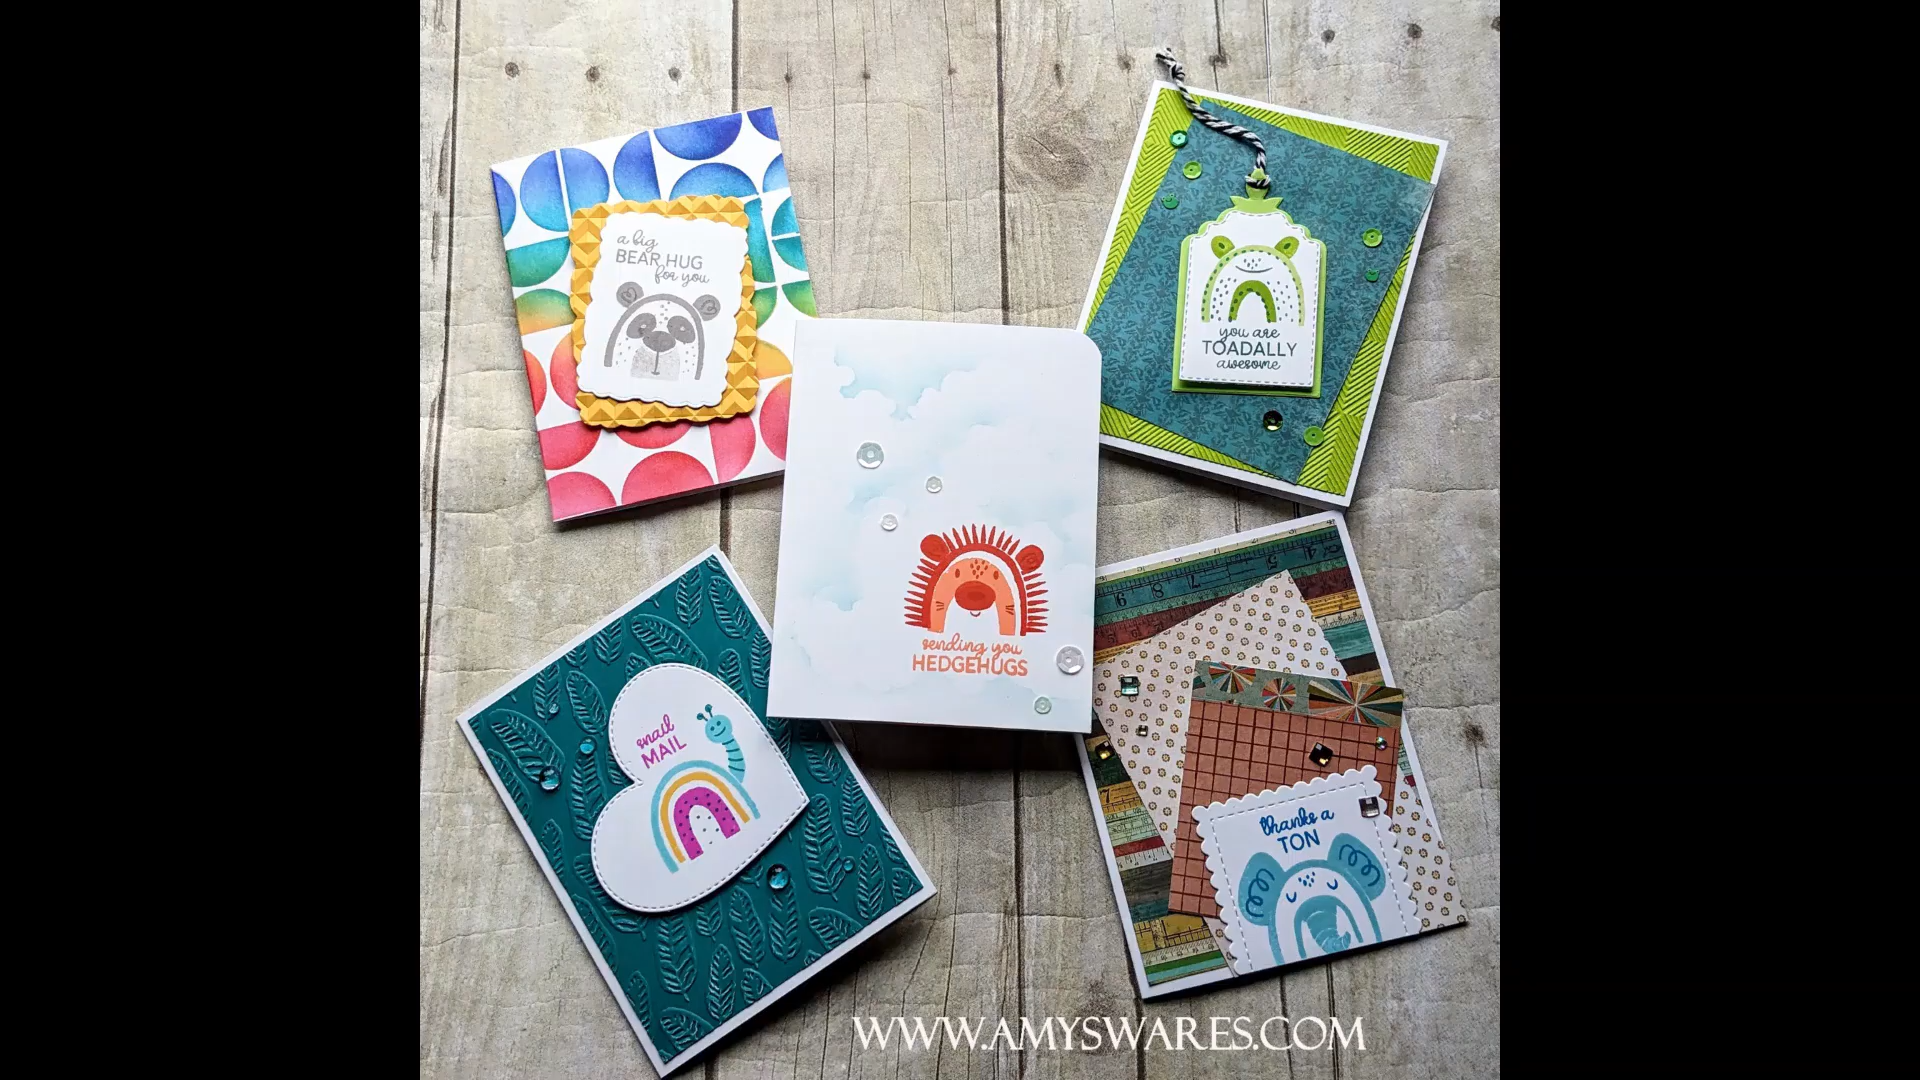 a big
BEAR HUG
for you
you are
TOADALLY
awesome
sending you
HEDGEHUGS
snail
MAIL
thanks a
TON
WWW.AMYSWARES.COM